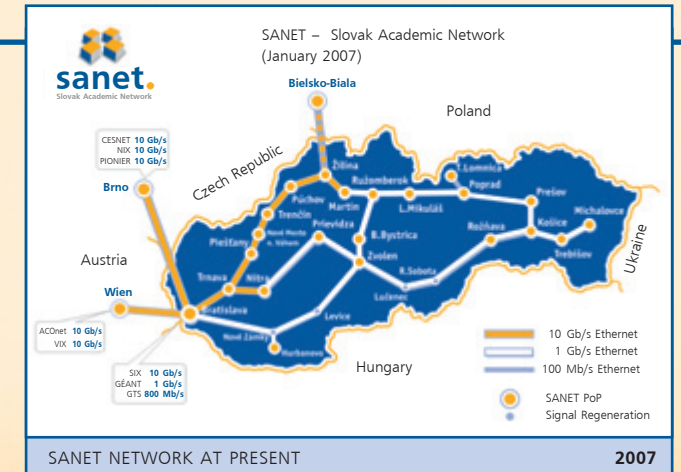 SANET – Slovak Academic Network
(January 2007)
sanet.
Slovak Academic Network
Bielsko-Biala
Poland
CESNET 10 Gb/s
NIX 10 Gb/s
PIONIER 10 Gb/s
Czech Republic
Brno
Žilina
T.Lomnica
Ružomberok
Poprad
Prešov
Púchov
Martin
L.Mikuláš
Michalovce
Trenčín
Prievidza
Rožňava
Košice
Nové Mesto
n. Váhom
B.Bystrica
Piešťany
Ukraine
Austria
Zvolen
Trebišov
Trnava
Nitra
R.Sobota
Wien
Lučenec
Bratislava
Levice
ACOnet 10 Gb/s
VIX 10 Gb/s
Nové Zámky
Hurbanovo
10 Gb/s Ethernet
Hungary
1 Gb/s Ethernet
SIX 10 Gb/s
GÉANT 1 Gb/s
GTS 800 Mb/s
100 Mb/s Ethernet
SANET PoP
Signal Regeneration
SANET NETWORK AT PRESENT
2007